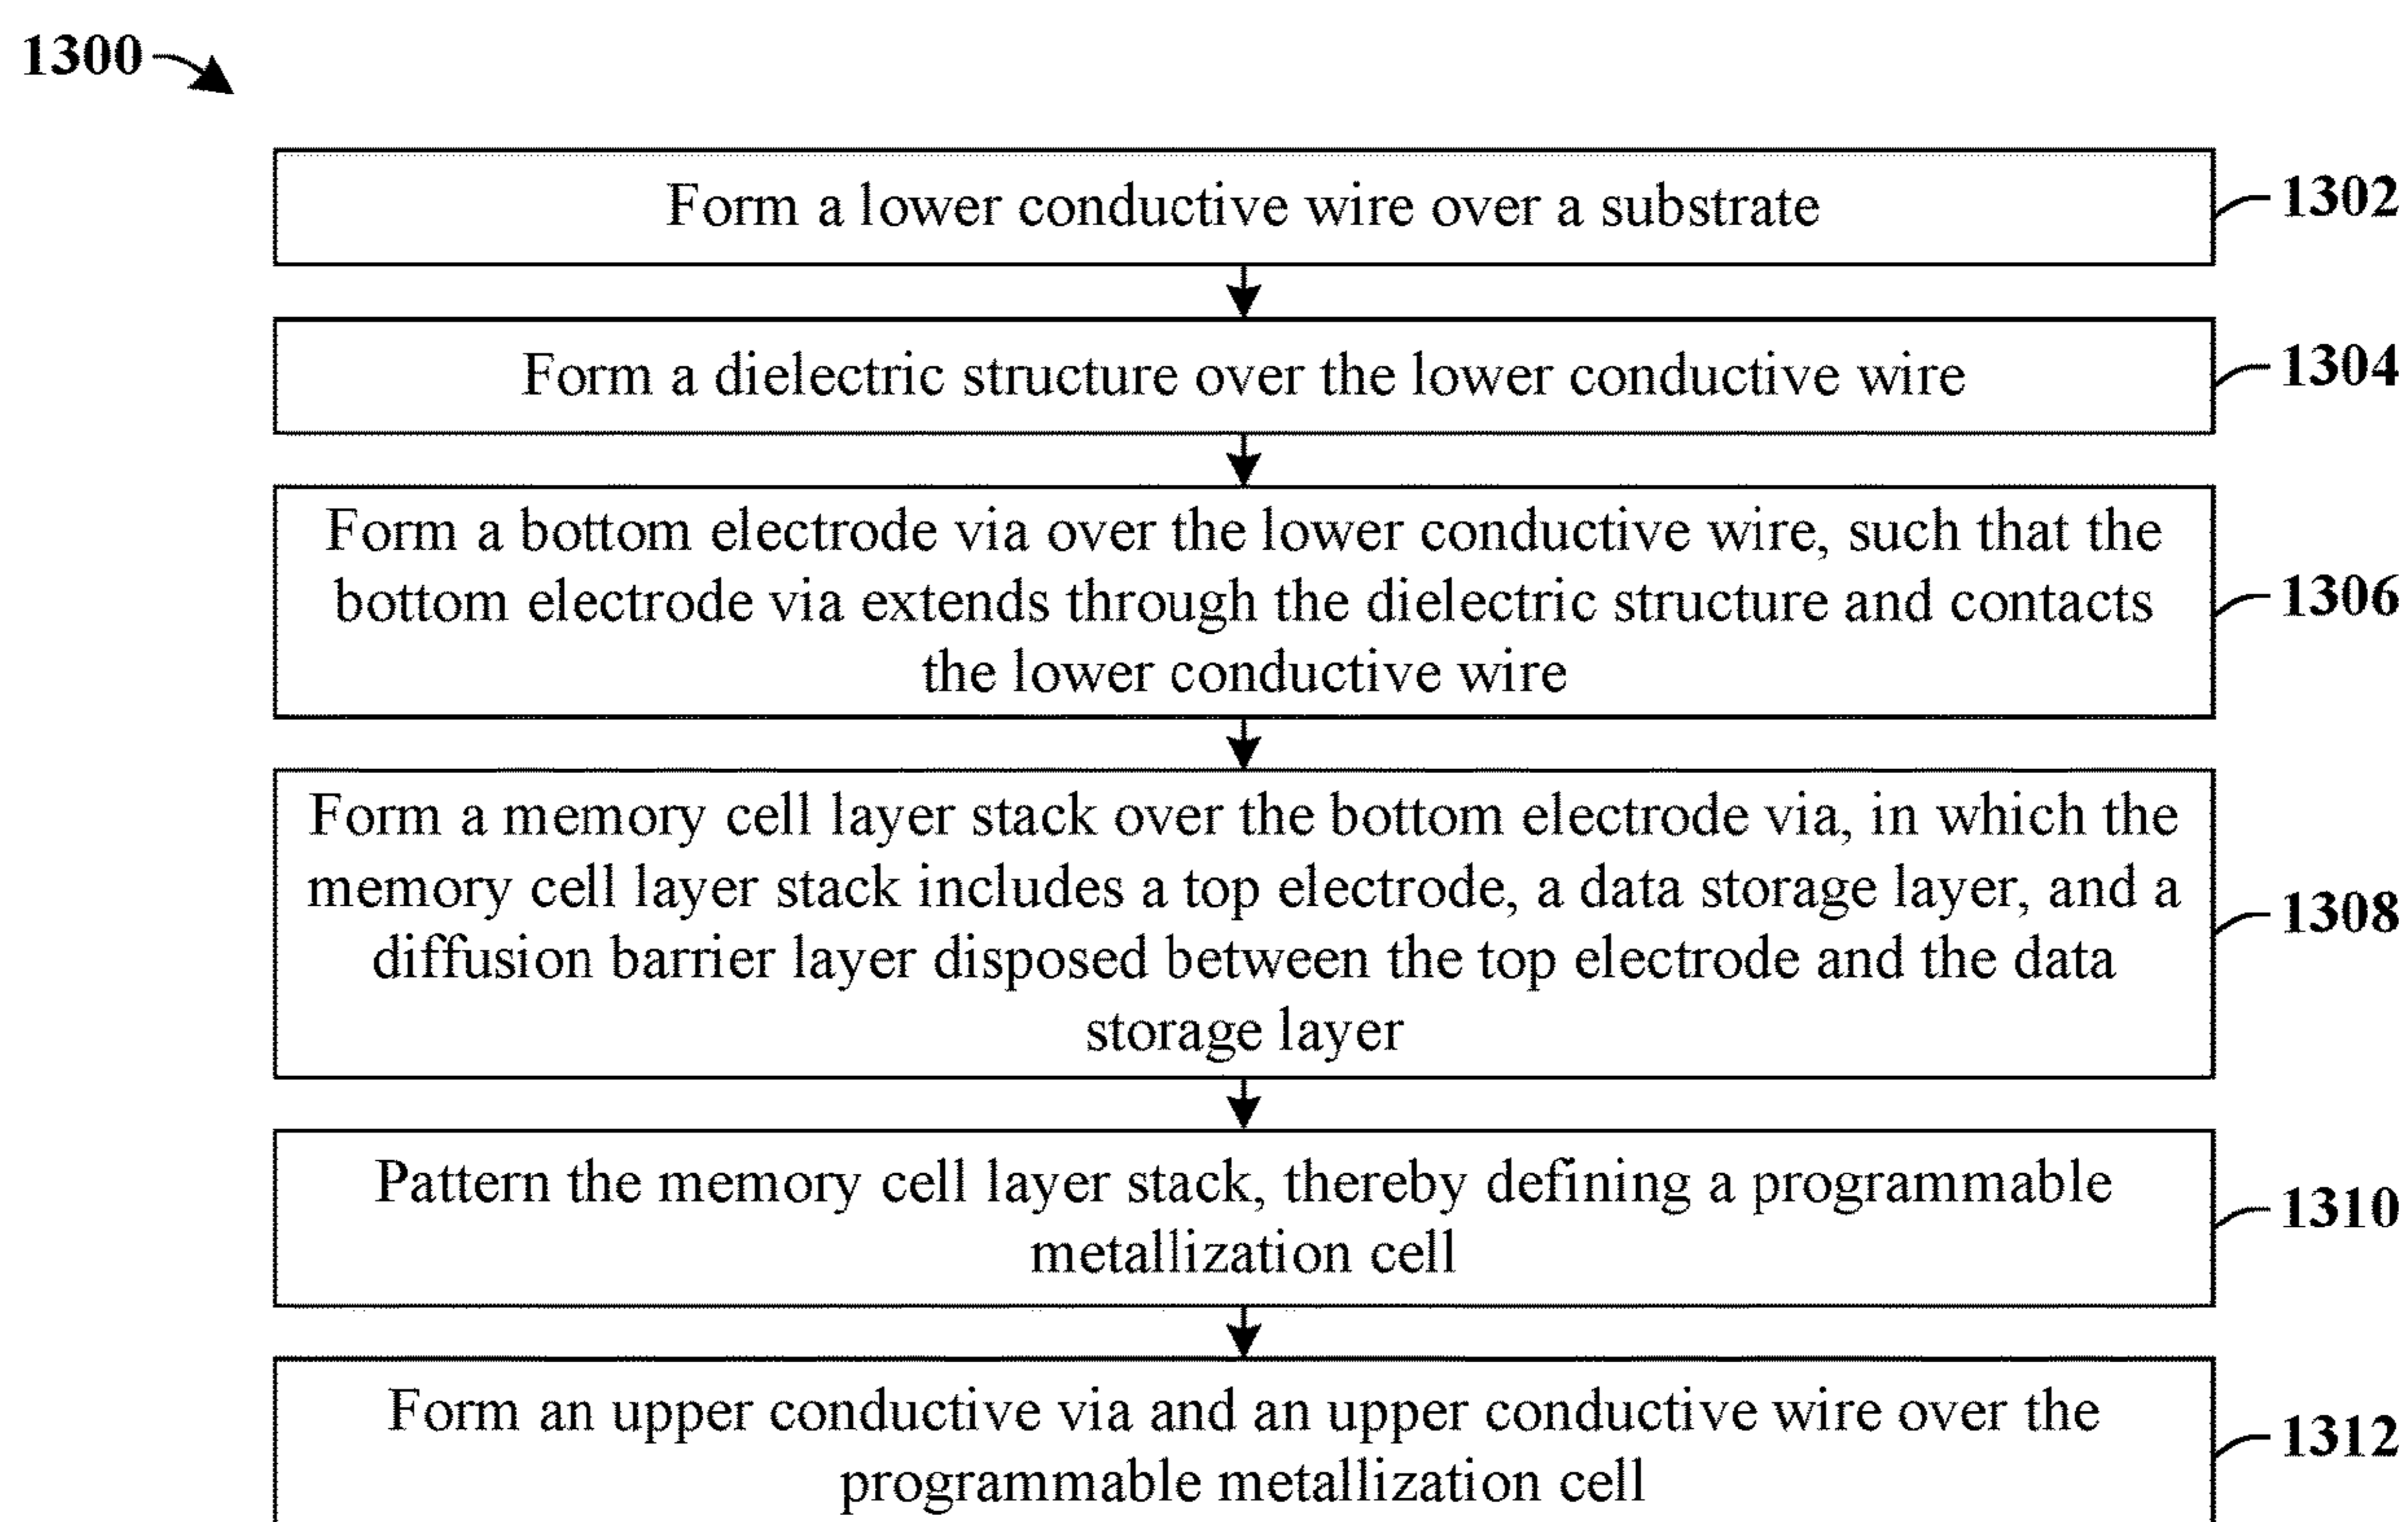 1300
Form a lower conductive wire over a substrate
1302
Form a dielectric structure over the lower conductive wire
1304
Form a bottom electrode via over the lower conductive wire, such that the
bottom electrode via extends through the dielectric structure and contacts
the lower conductive wire
1306
Form a memory cell layer stack over the bottom electrode via, in which the
memory cell layer stack includes a top electrode, a data storage layer, and a
diffusion barrier layer disposed between the top electrode and the data
storage layer
1308
Pattern the memory cell layer stack, thereby defining a programmable
metallization cell
1310
Form an upper conductive via and an upper conductive wire over the
programmable metallization cell
1312